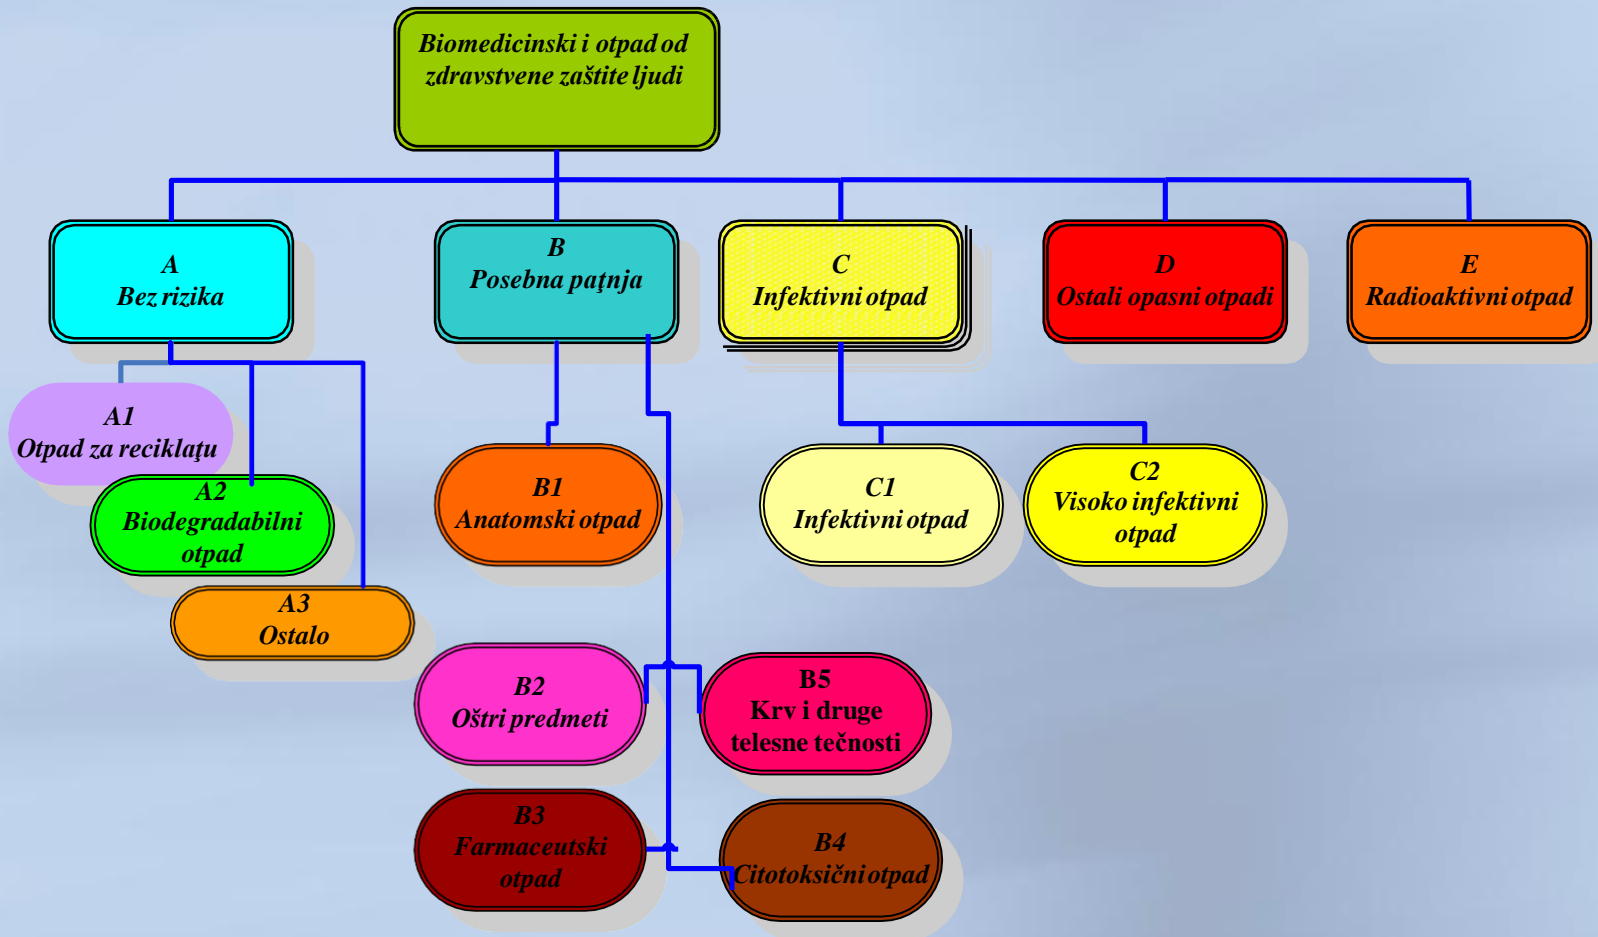 Biomedicinski i otpad od
zdravstvene zaštite ljudi
A
Bez rizika
B
Posebna paţnja
C
Infektivni otpad
D
Ostali opasni otpadi
E
Radioaktivni otpad
A1
Otpad za reciklaţu
A2
Biodegradabilni
otpad
A3
Ostalo
B1
Anatomski otpad
C1
Infektivni otpad
C2
Visoko infektivni
otpad
B2
Oštri predmeti
B5
Krv i druge
telesne tečnosti
B3
Farmaceutski
otpad
B4
Citotoksični otpad